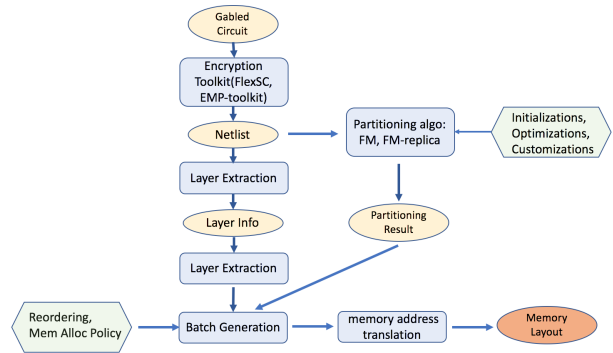 Gabled
Circuit
Encryption
Toolkit(FlexSC,
EMP-toolkit)
Netlist
Partitioning algo:
FM, FM-replica
Initializations,
Optimizations,
Customizations
Layer Extraction
Layer Info
Partitioning
Result
Layer Extraction
Reordering,
Mem Alloc Policy
Batch Generation
memory address
translation
Memory
Layout